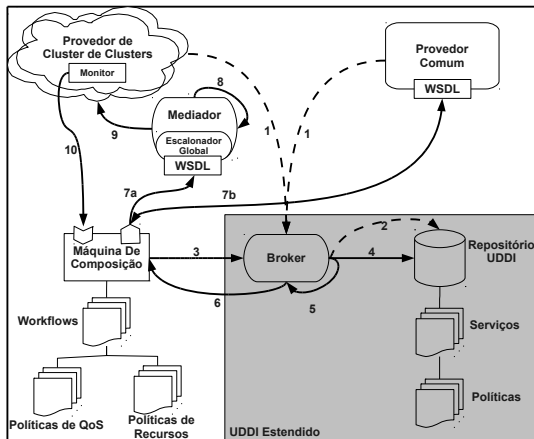 Provedor de
Cluster de Clusters
Monitor
Provedor
Comum
WSDL
8
Mediador
Escalonador
Global
WSDL
9
1
1
10
7a
7b
Máquina De
Composição
3
Broker
2
4
Repositório
UDDI
6
5
Workflows
Serviços
Políticas de QoS
Políticas de
Recursos
Políticas
UDDI Estendido